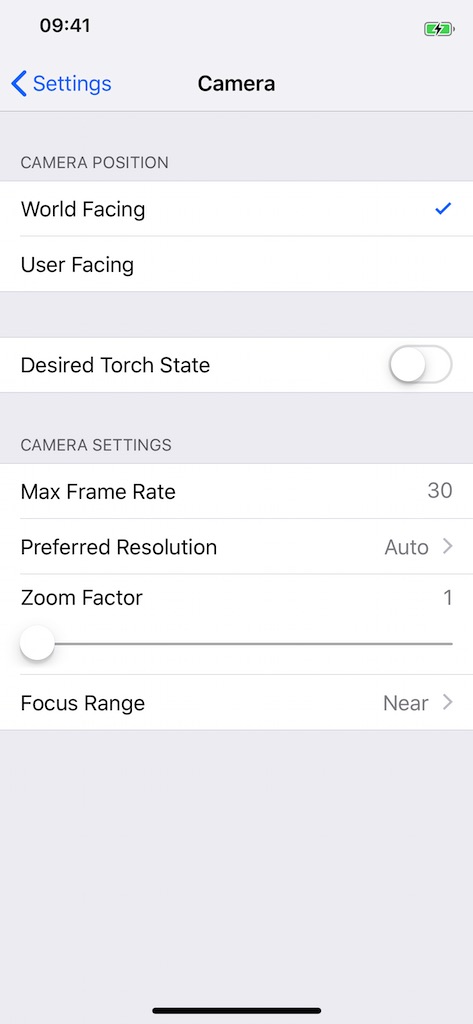 09:41
Settings
Camera
CAMERA POSITION
World Facing
User Facing
Desired Torch State
CAMERA SETTINGS
Max Frame Rate 30
Preferred Resolution Auto
Zoom Factor 1
Focus Range Near